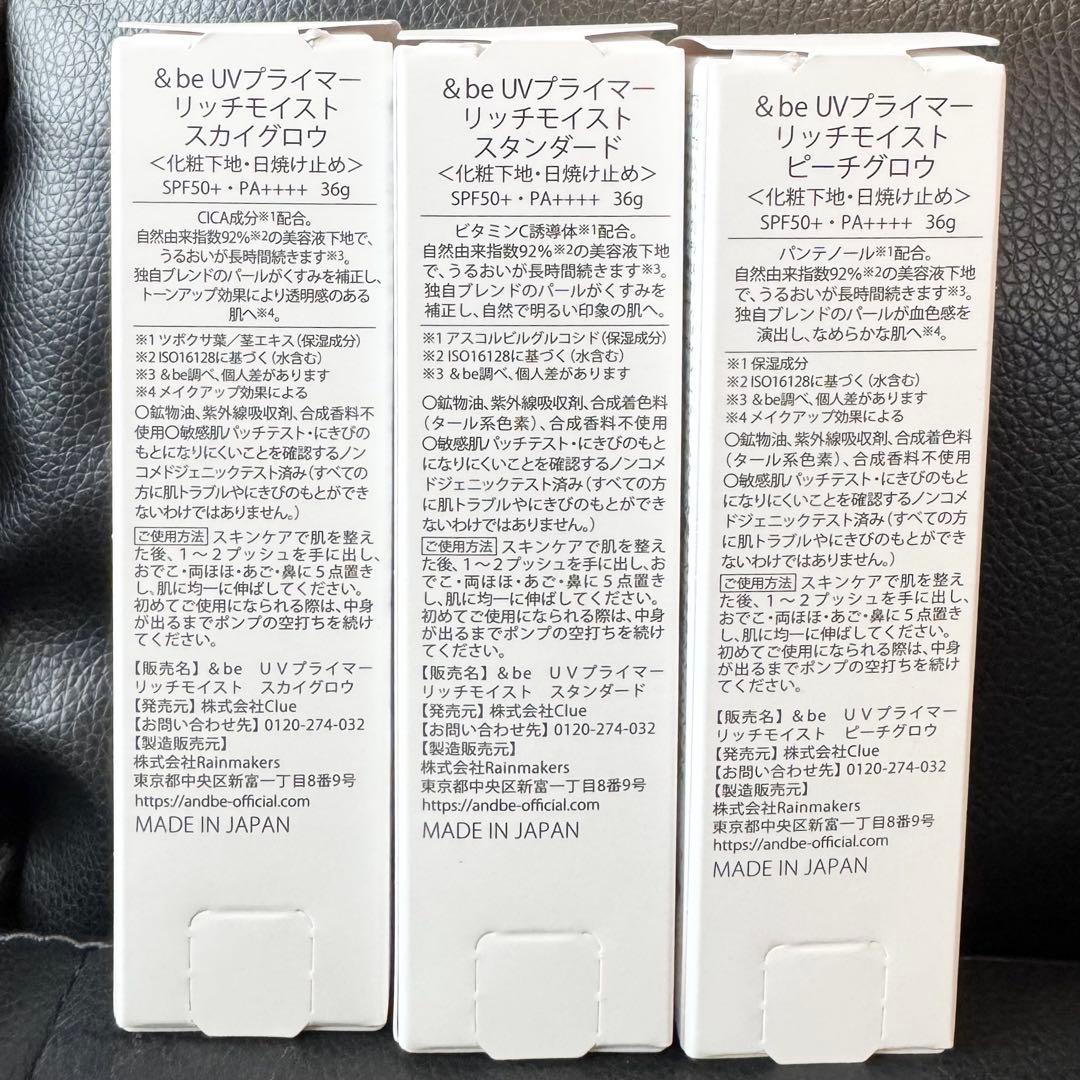 &be UVプライマー
リッチモイスト
スカイグロウ
＜化粧下地・日焼け止め＞
SPF50+・PA++++ 36g
CICA成分※1配合。
自然由来指数92%※2の美容液下地で、
うるおいが長時間続きます※3。
独自ブレンドのパールがくすみを補正し、
トーンアップ効果により透明感のある
肌へ※4。
※1 ツボクサ葉／茎エキス（保湿成分）
※2 ISO16128に基づく（水含む）
※3 &be調べ、個人差があります
※4 メイクアップ効果による
○鉱物油、紫外線吸収剤、合成香料不
使用○敏感肌パッチテスト・にきびの
もとになりにくいことを確認するノン
コメドジェニックテスト済み（すべての
方に肌トラブルやにきびのもとができ
ないわけではありません。）
ご使用方法 スキンケアで肌を整え
た後、1～2プッシュを手に出し、
おでこ・両ほほ・あご・鼻に5点置き
し、肌に均一に伸ばしてください。
初めてご使用になられる際は、中身
が出るまでポンプの空打ちを続け
てください。
【販売名】&be UVプライマー
リッチモイスト スカイグロウ
【発売元】株式会社Clue
【お問い合わせ先】0120-274-032
【製造販売元】
株式会社Rainmakers
東京都中央区新富一丁目8番9号
https://andbe-official.com
MADE IN JAPAN
&be UVプライマー
リッチモイスト
スタンダード
＜化粧下地・日焼け止め＞
SPF50+・PA++++ 36g
ビタミンC誘導体※1配合。
自然由来指数92%※2の美容液下地
で、うるおいが長時間続きます※3。
独自ブレンドのパールがくすみを
補正し、自然で明るい印象の肌へ。
※1 アスコルビルグルコシド（保湿成分）
※2 ISO16128に基づく（水含む）
※3 &be調べ、個人差があります
○鉱物油、紫外線吸収剤、合成着色料
（タール系色素）、合成香料不使用
○敏感肌パッチテスト・にきびのもと
になりにくいことを確認するノンコメ
ドジェニックテスト済み（すべての方
に肌トラブルやにきびのもとができ
ないわけではありません。）
ご使用方法 スキンケアで肌を整え
た後、1～2プッシュを手に出し、お
でこ・両ほほ・あご・鼻に5点置き
し、肌に均一に伸ばしてください。
初めてご使用になられる際は、中身
が出るまでポンプの空打ちを続け
てください。
【販売名】&be UVプライマー
リッチモイスト スタンダード
【発売元】株式会社Clue
【お問い合わせ先】0120-274-032
【製造販売元】
株式会社Rainmakers
東京都中央区新富一丁目8番9号
https://andbe-official.com
MADE IN JAPAN
&be UVプライマー
リッチモイスト
ピーチグロウ
＜化粧下地・日焼け止め＞
SPF50+・PA++++ 36g
パンテノール※1配合。
自然由来指数92%※2の美容液下地
で、うるおいが長時間続きます※3。
独自ブレンドのパールが血色感を
演出し、なめらかな肌へ※4。
※1 保湿成分
※2 ISO16128に基づく（水含む）
※3 &be調べ、個人差があります
※4 メイクアップ効果による
○鉱物油、紫外線吸収剤、合成着色料
（タール系色素）、合成香料不使用
○敏感肌パッチテスト・にきびのもと
になりにくいことを確認するノンコメ
ドジェニックテスト済み（すべての方
に肌トラブルやにきびのもとができ
ないわけではありません。）
ご使用方法 スキンケアで肌を整え
た後、1～2プッシュを手に出し、
おでこ・両ほほ・あご・鼻に5点置き
し、肌に均一に伸ばしてください。
初めてご使用になられる際は、中身
が出るまでポンプの空打ちを続け
てください。
【販売名】&be UVプライマー
リッチモイスト ピーチグロウ
【発売元】株式会社Clue
【お問い合わせ先】0120-274-032
【製造販売元】
株式会社Rainmakers
東京都中央区新富一丁目8番9号
https://andbe-official.com
MADE IN JAPAN